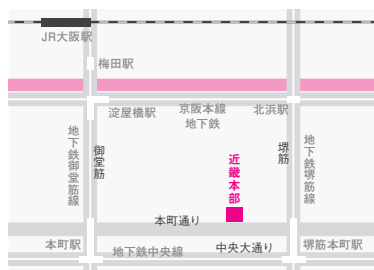 JR大阪駅
梅田駅
淀屋橋駅
京阪本線
地下鉄
北浜駅
地下鉄御堂筋線
御堂筋
近畿本部
堺筋
地下鉄堺筋線
本町通り
本町駅
地下鉄中央線
中央大通り
堺筋本町駅